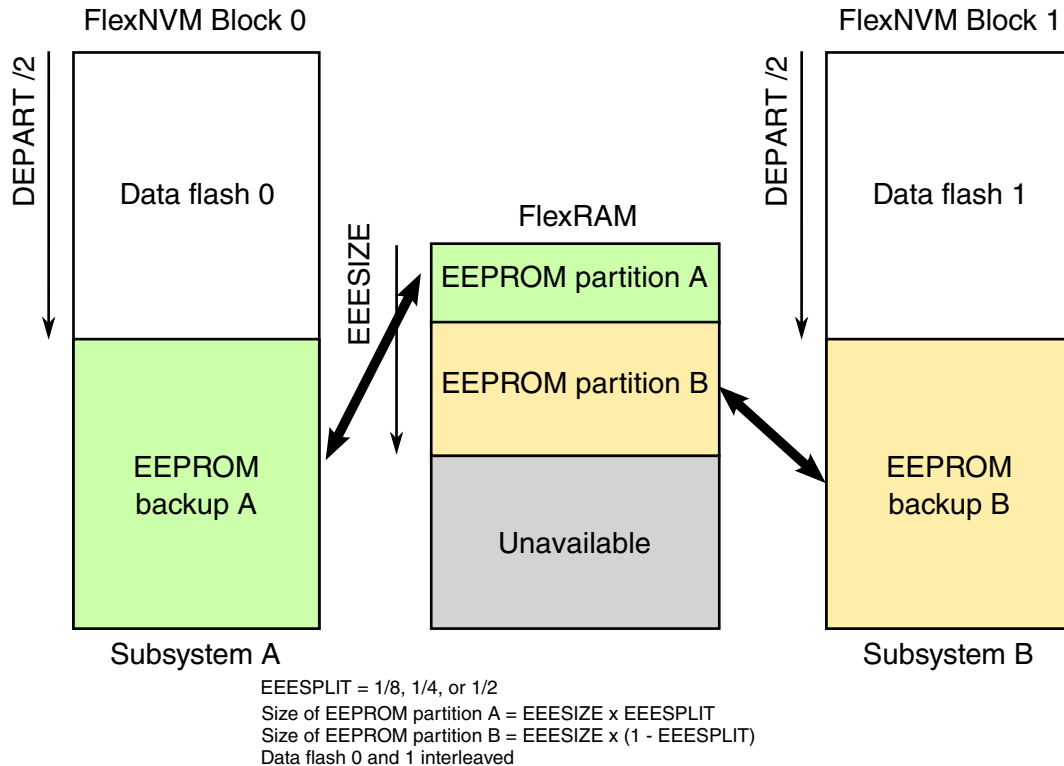 FlexNVM Block 0
FlexNVM Block 1
DEPART /2
DEPART /2
Data flash 0
Data flash 1
FlexRAM
EEESIZE
EEPROM partition A
EEPROM partition B
EEPROM
backup A
EEPROM
backup B
Unavailable
Subsystem A
Subsystem B
EEESPLIT = 1/8, 1/4, or 1/2
Size of EEPROM partition A = EEESIZE x EEESPLIT
Size of EEPROM partition B = EEESIZE x (1 - EEESPLIT)
Data flash 0 and 1 interleaved